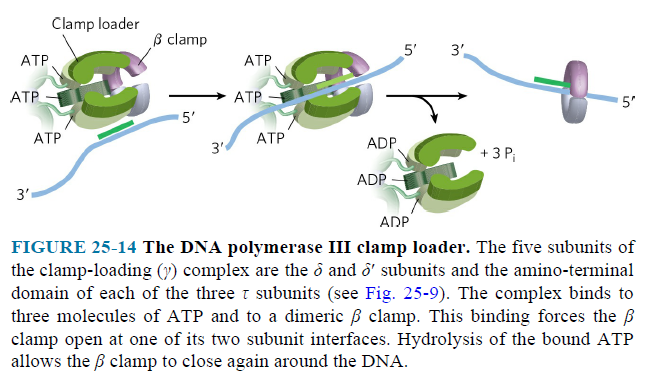 Clamp loader
β clamp
ATP
ATP
ATP
5′
3′
ATP
ATP
ATP
5′
3′
ADP
ADP
ADP
+ 3 Pi
3′
5′
FIGURE 25-14 The DNA polymerase III clamp loader. The five subunits of
the clamp-loading (γ) complex are the δ and δ′ subunits and the amino-terminal
domain of each of the three τ subunits (see Fig. 25-9). The complex binds to
three molecules of ATP and to a dimeric β clamp. This binding forces the β
clamp open at one of its two subunit interfaces. Hydrolysis of the bound ATP
allows the β clamp to close again around the DNA.